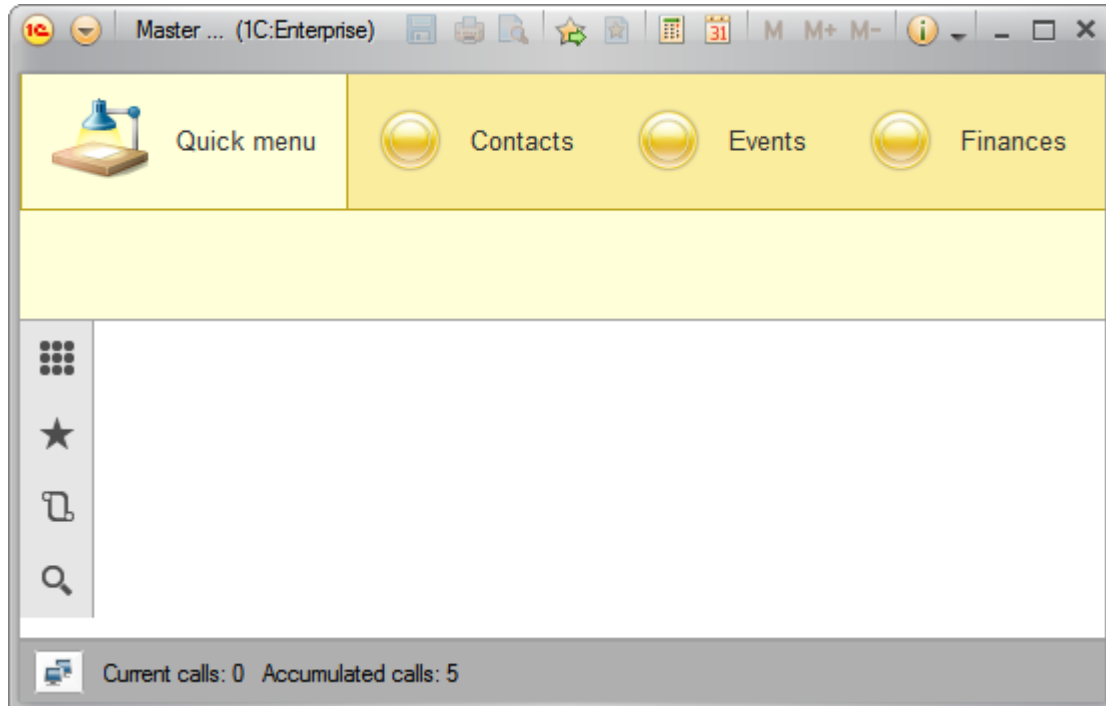 1C Master ... (1C:Enterprise) 31 M M+ M-
Quick menu Contacts Events Finances
Current calls: 0 Accumulated calls: 5